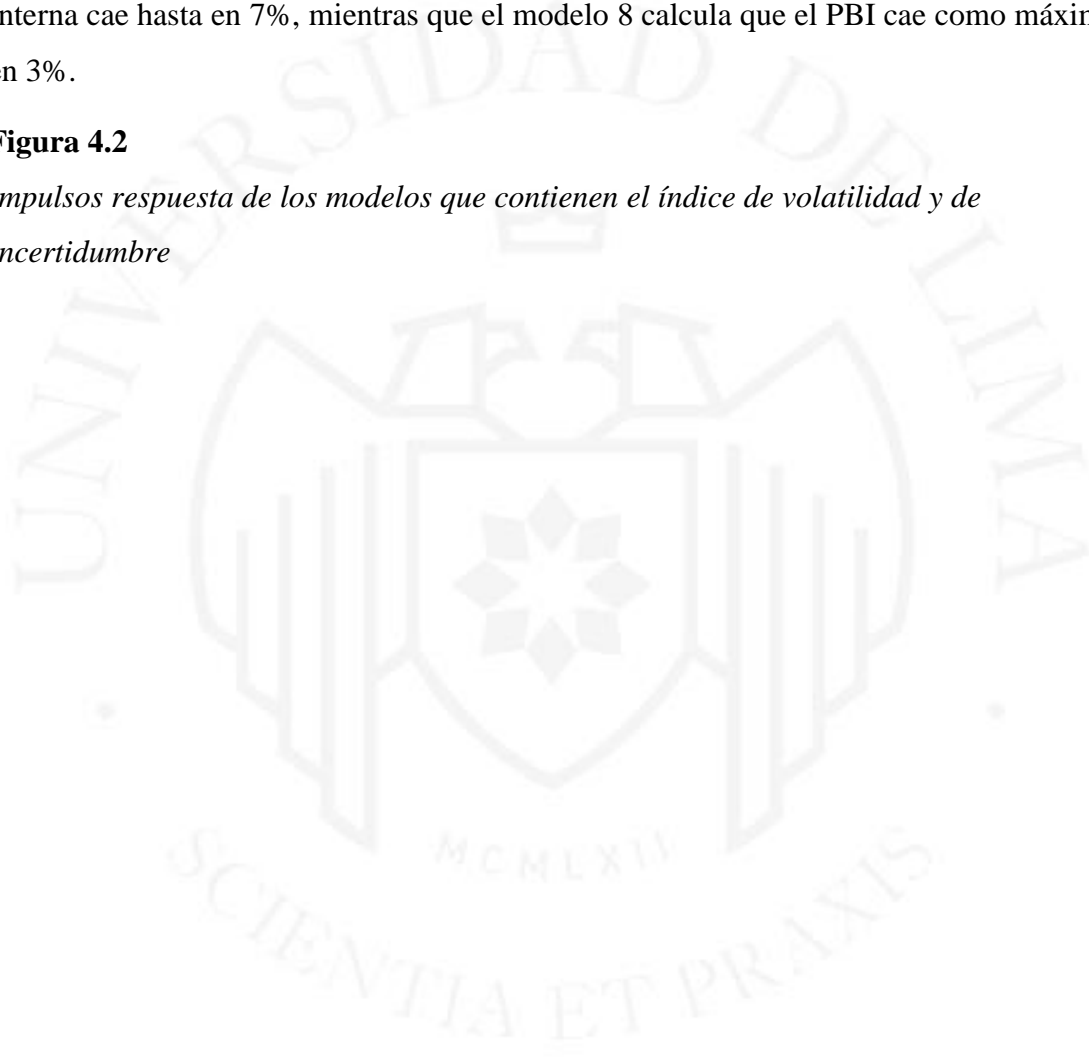 nterna cae hasta en 7%, mientras que el modelo 8 calcula que el PBI cae como máxin
en 3%.
Figura 4.2
mpulsos respuesta de los modelos que contienen el índice de volatilidad y de
ncertidumbre
UNIVERSIDAD DE LIMA
MCMLXII
SCIENTIA ET PRAXIS